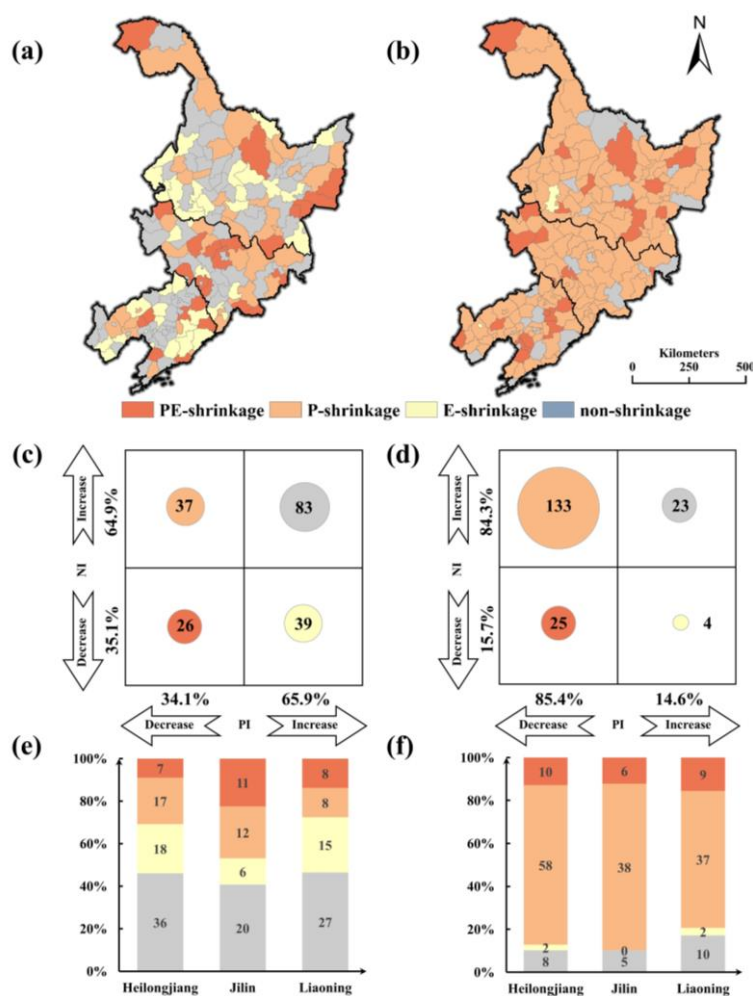 (a)
(b)
N
Kilometers
0 250 500
PE-shrinkage P-shrinkage E-shrinkage non-shrinkage
(c)
Increase
64.9%
NI
Decrease
35.1%
37
83
26
39
34.1% 65.9%
Decrease PI Increase
(d)
Increase
84.3%
NI
Decrease
15.7%
133
23
25
4
85.4% 14.6%
Decrease PI Increase
(e)
100%
80%
60%
40%
20%
0%
7 11 8
17 12 8
18 6 15
36 20 27
Heilongjiang Jilin Liaoning
(f)
100%
80%
60%
40%
20%
0%
10 6 9
58 38 37
2 0 2
8 5 10
Heilongjiang Jilin Liaoning